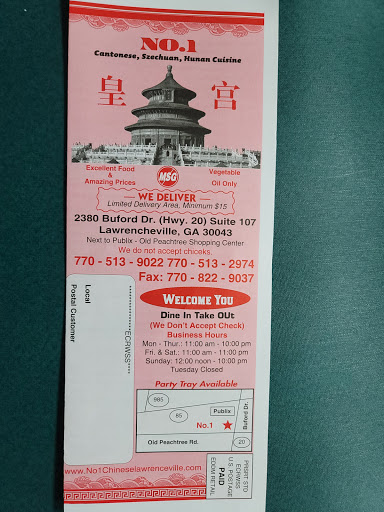 NO.1
Cantonese, Szechuan, Hunan Cuisine
皇 宫
Excellent Food
& Amazing Prices
MSG
Vegetable
Oil Only
WE DELIVER
Limited Delivery Area, Minimum $15
2380 Buford Dr. (Hwy. 20) Suite 107
Lawrencheville, GA 30043
Next to Publix - Old Peachtree Shopping Center
We do not accept chiceks.
770 - 513 - 9022 770 - 513 - 2974
Fax: 770 - 822 - 9037
WELCOME YOU
Dine In Take OUt
(We Don't Accept Check)
Business Hours
Mon - Thur.: 11:00 am - 10:00 pm
Fri. & Sat.: 11:00 am - 11:00 pm
Sunday: 12:00 noon - 10:00 pm
Tuesday Closed
Party Tray Available
985
85
Publix
No.1
Buford Dr.
Old Peachtree Rd.
20
www.No1Chineselawrenceville.com
****ECRWSS****
Local
Postal Customer
PRSRT STD
ECRWSS
U.S. POSTAGE
PAID
EDDM RETAIL